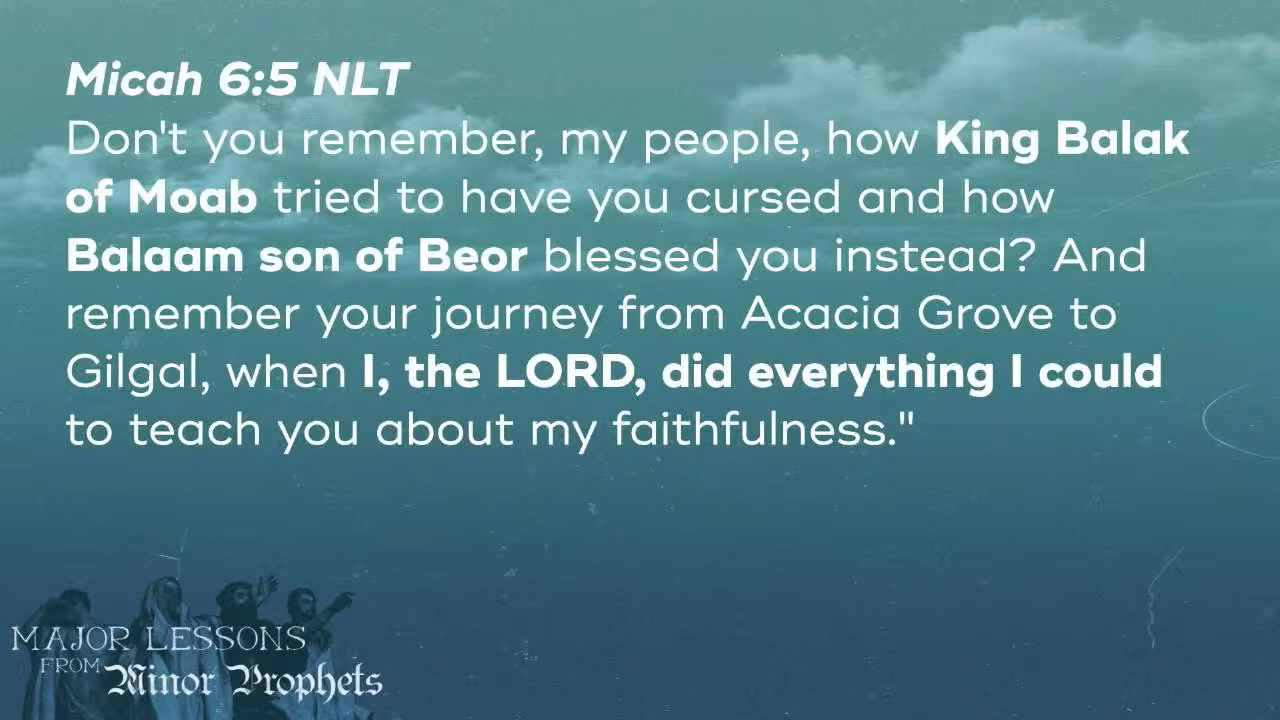 Micah 6:5 NLT
Don't you remember, my people, how King Balak
of Moab tried to have you cursed and how
Balaam son of Beor blessed you instead? And
remember your journey from Acacia Grove to
Gilgal, when I, the LORD, did everything I could
to teach you about my faithfulness."
MAJOR LESSONS
FROM Minor Prophets